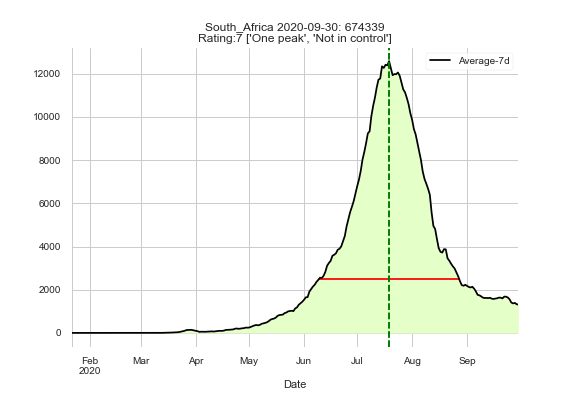 South_Africa 2020-09-30: 674339
Rating:7 ['One peak', 'Not in control']
Average-7d
12000
10000
8000
6000
4000
2000
0
Feb Mar Apr May Jun Jul Aug Sep
2020
Date